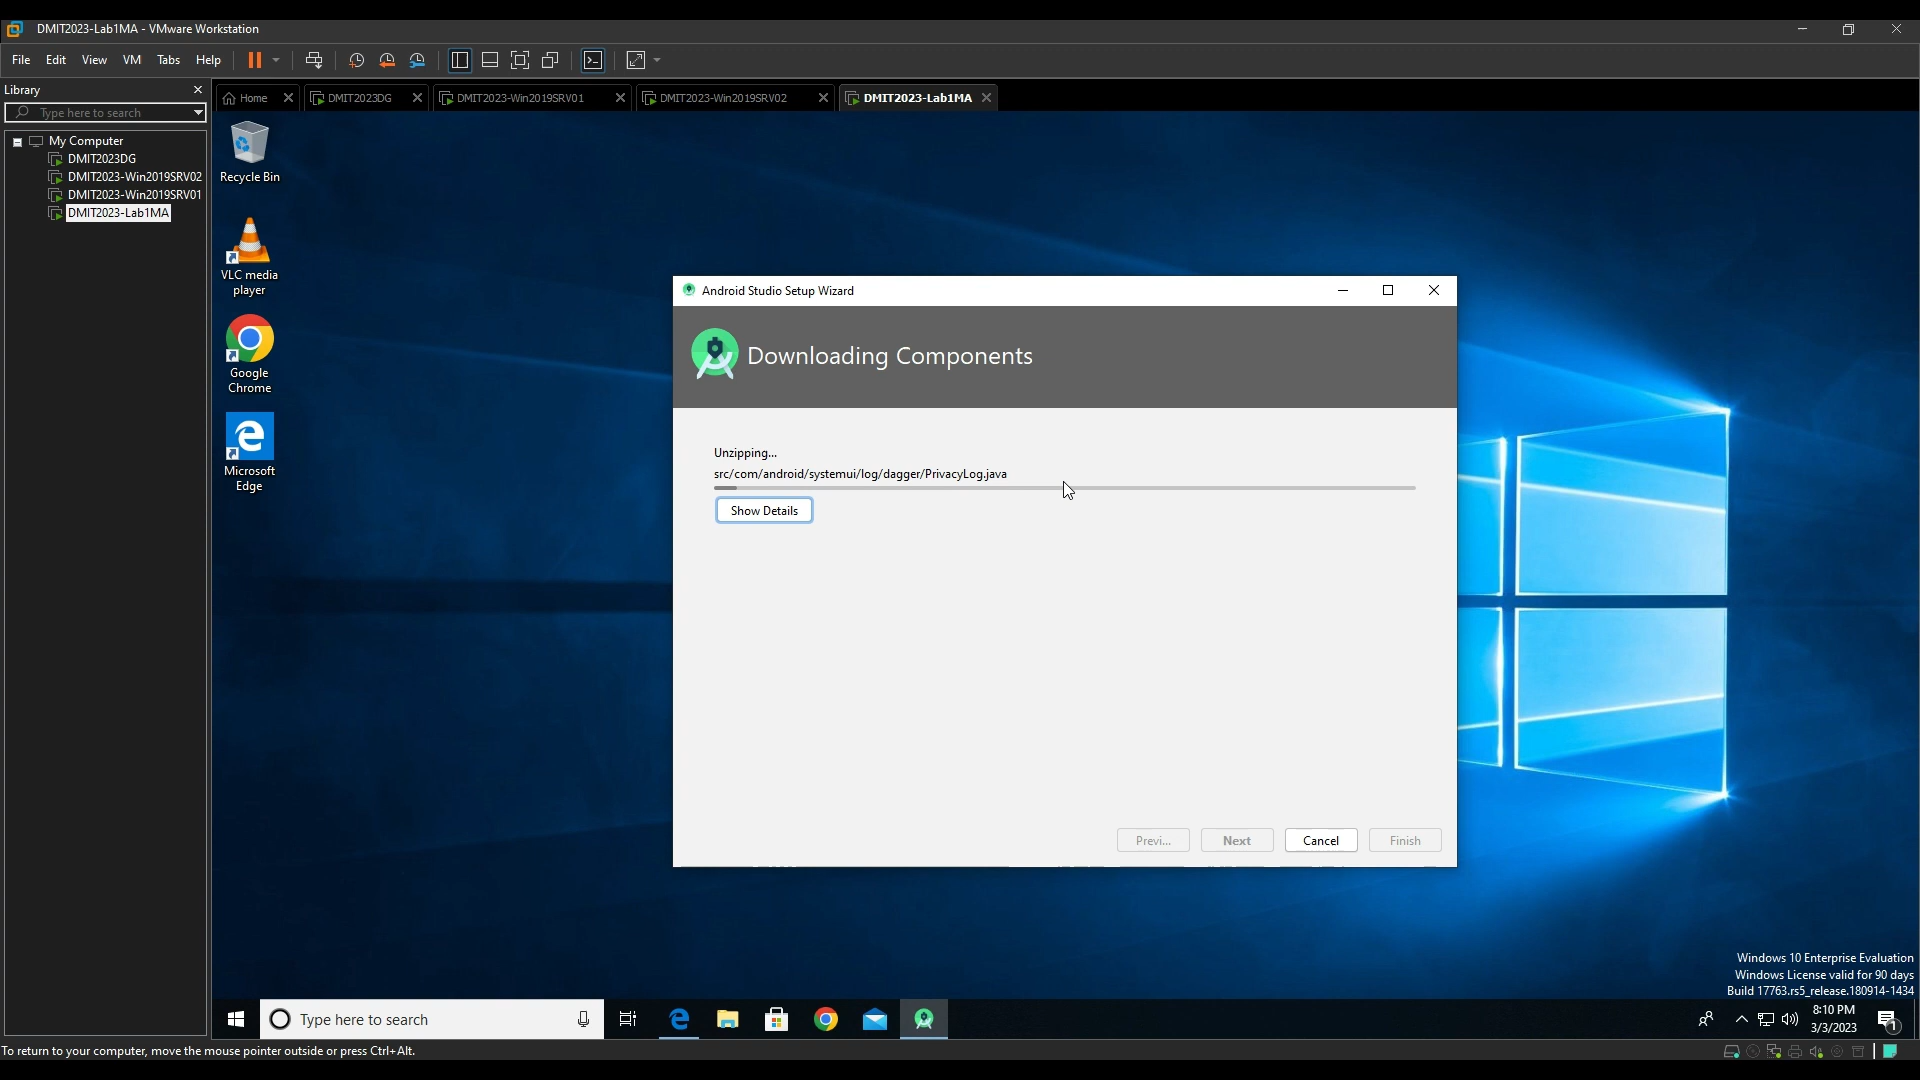 DMIT2023-Lab1MA - VMware Workstation
File Edit View VM Tabs Help
Library
Type here to search
My Computer
DMIT2023DG
DMIT2023-Win2019SRV02
DMIT2023-Win2019SRV01
DMIT2023-Lab1MA
Home
DMIT2023DG
DMIT2023-Win2019SRV01
DMIT2023-Win2019SRV02
DMIT2023-Lab1MA
Recycle Bin
VLC media
player
Google
Chrome
Microsoft
Edge
Android Studio Setup Wizard
Downloading Components
Unzipping...
src/com/android/systemui/log/dagger/PrivacyLog.java
Show Details
Previ...
Next
Cancel
Finish
Windows 10 Enterprise Evaluation
Windows License valid for 90 days
Build 17763.rs5_release.180914-1434
Type here to search
8:10 PM
3/3/2023
1
To return to your computer, move the mouse pointer outside or press Ctrl+Alt.